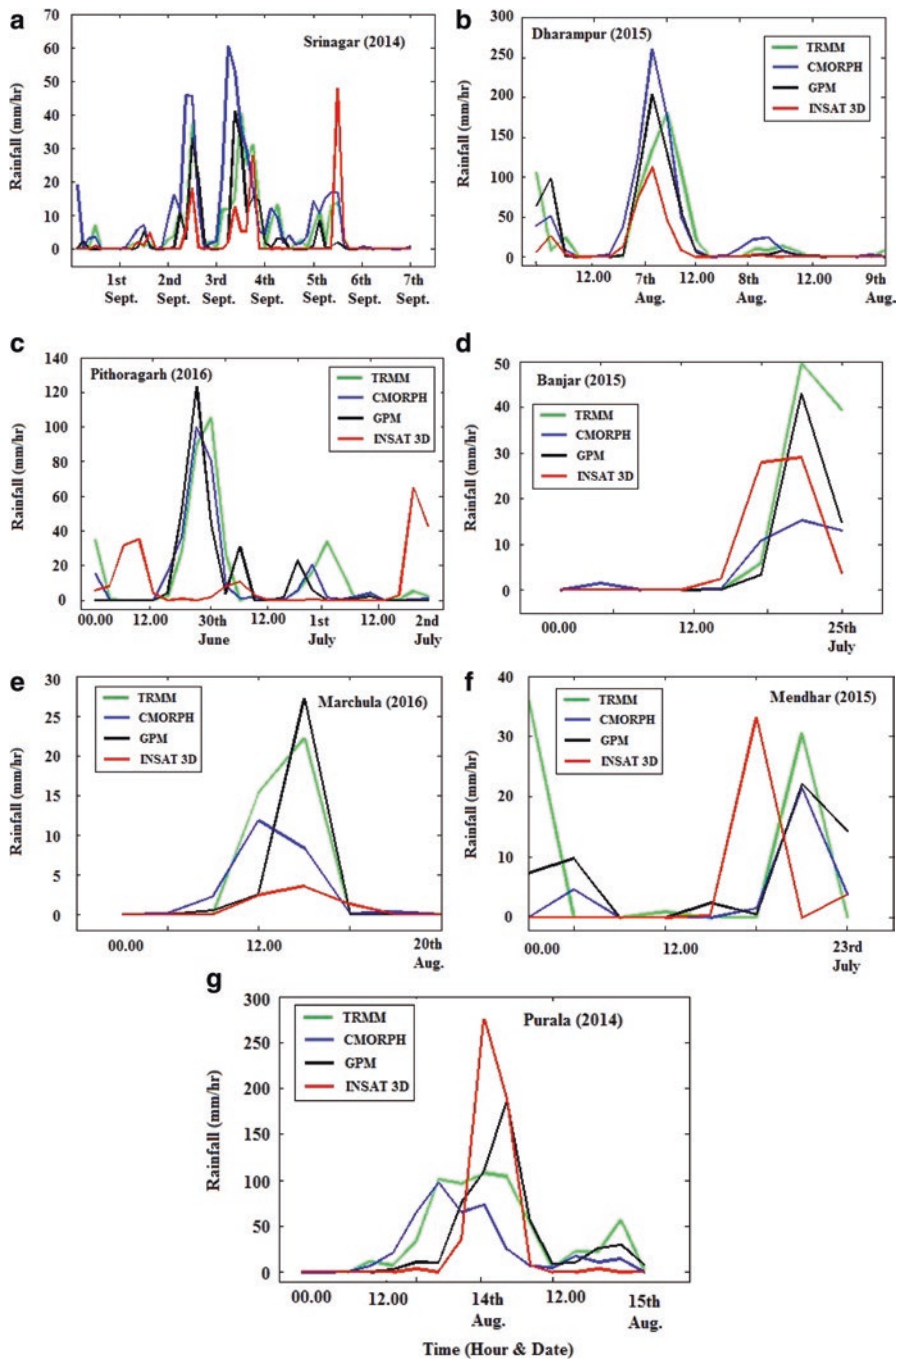 a
Srinagar (2014)
Rainfall (mm/hr)
70
60
50
40
30
20
10
0
1st Sept.
2nd Sept.
3rd Sept.
4th Sept.
5th Sept.
6th Sept.
7th Sept.
b
Dharampur (2015)
TRMM
CMORPH
GPM
INSAT 3D
Rainfall (mm/hr)
300
250
200
150
100
50
0
12.00
7th Aug.
12.00
8th Aug.
12.00
9th Aug.
c
Pithoragarh (2016)
TRMM
CMORPH
GPM
INSAT 3D
Rainfall (mm/hr)
140
120
100
80
60
40
20
0
00.00
12.00
30th June
12.00
1st July
12.00
2nd July
d
Banjar (2015)
TRMM
CMORPH
GPM
INSAT 3D
Rainfall (mm/hr)
50
40
30
20
10
0
00.00
12.00
25th July
e
Marchula (2016)
TRMM
CMORPH
GPM
INSAT 3D
Rainfall (mm/hr)
30
25
20
15
10
5
0
00.00
12.00
20th Aug.
f
Mendhar (2015)
TRMM
CMORPH
GPM
INSAT 3D
Rainfall (mm/hr)
40
30
20
10
0
00.00
12.00
23rd July
g
Purala (2014)
TRMM
CMORPH
GPM
INSAT 3D
Rainfall (mm/hr)
300
250
200
150
100
50
0
00.00
12.00
14th Aug.
12.00
15th Aug.
Time (Hour & Date)